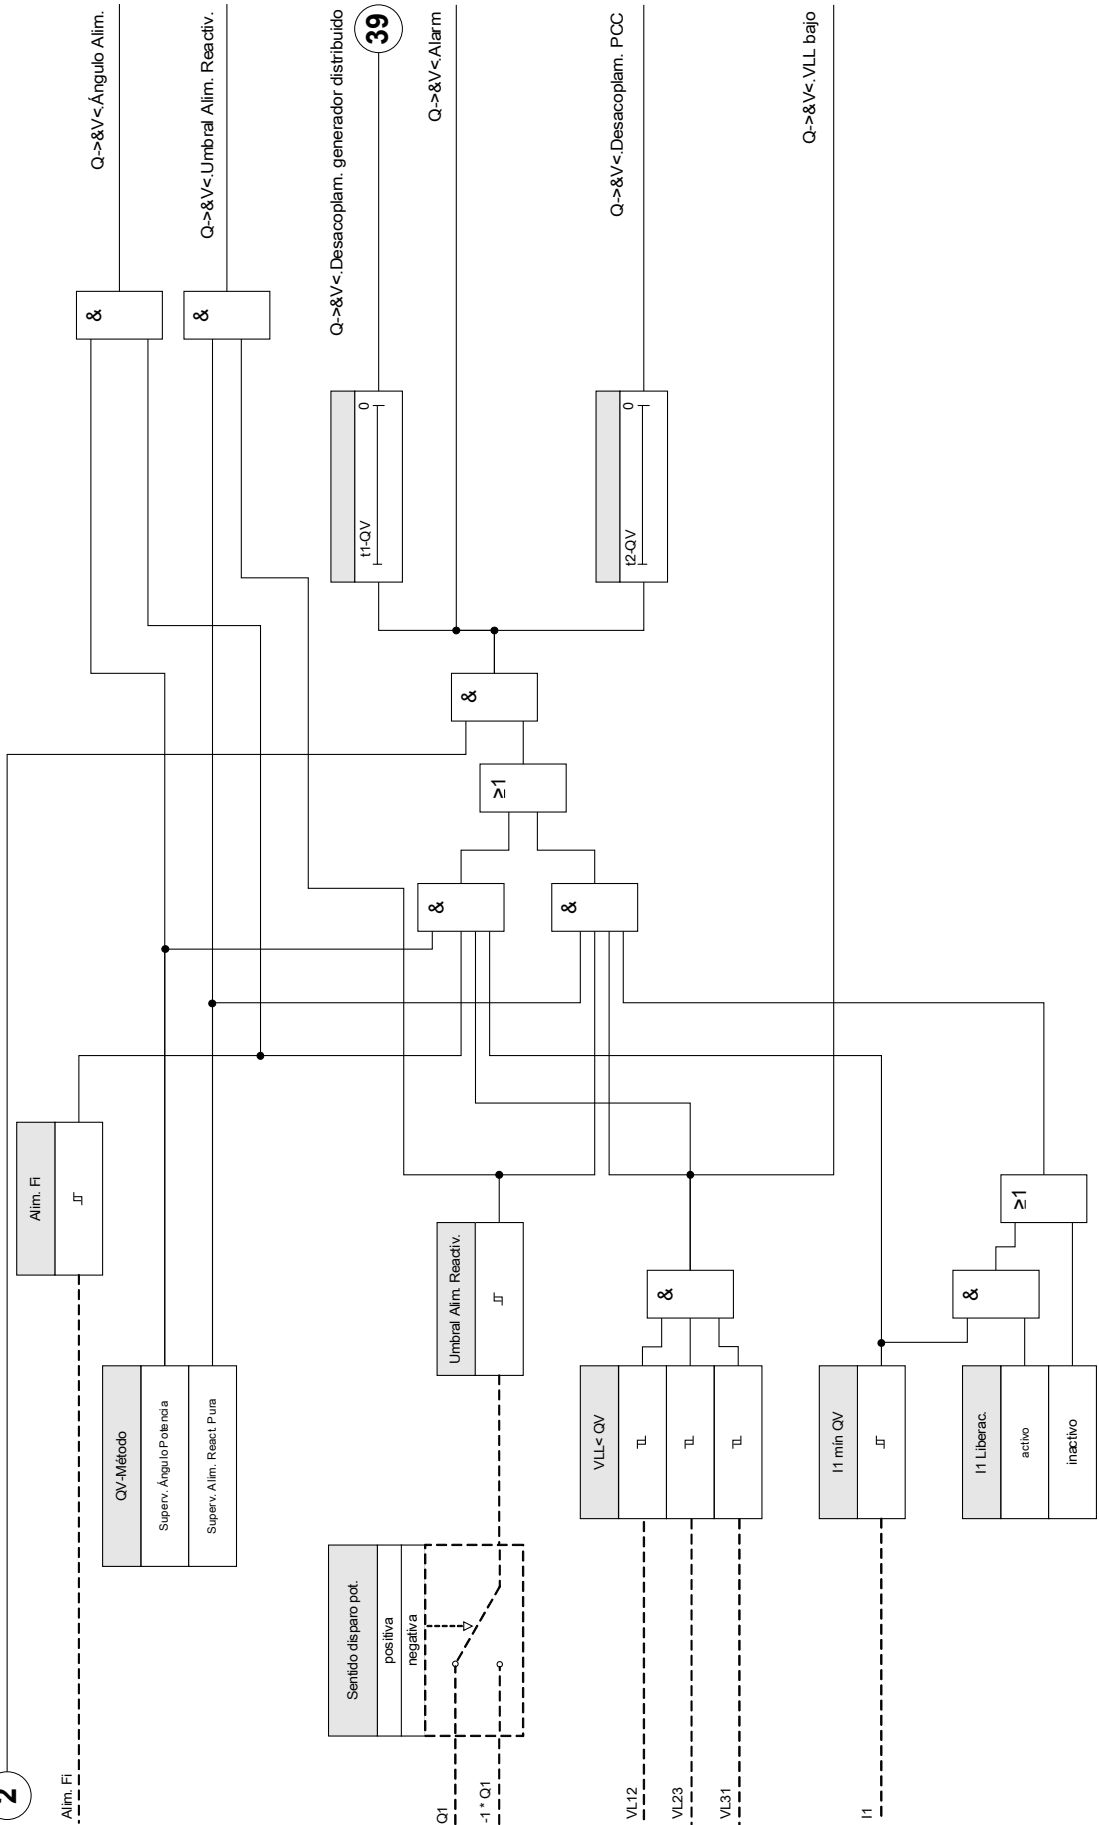 2
Alim. Fi
Q1
-1 * Q1
VL12
VL23
VL31
I1
Sentido disparo pot.
positiva
negativa
QV-Método
Superv. Ángulo Potencia
Superv. Alim. React. Pura
VLL< QV
I1 mín QV
I1 Liberac.
activo
inactivo
Alim. Fi
Umbral Alim. Reactiv.
&
&
≥1
&
&
≥1
&
t1-QV
0
t2-QV
0
&
&
Q->&V<.Ángulo Alim.
Q->&V<.Umbral Alim. Reactiv.
Q->&V<.Desacoplam. generador distribuido
39
Q->&V<.Alarm
Q->&V<.Desacoplam. PCC
Q->&V<.VLL bajo